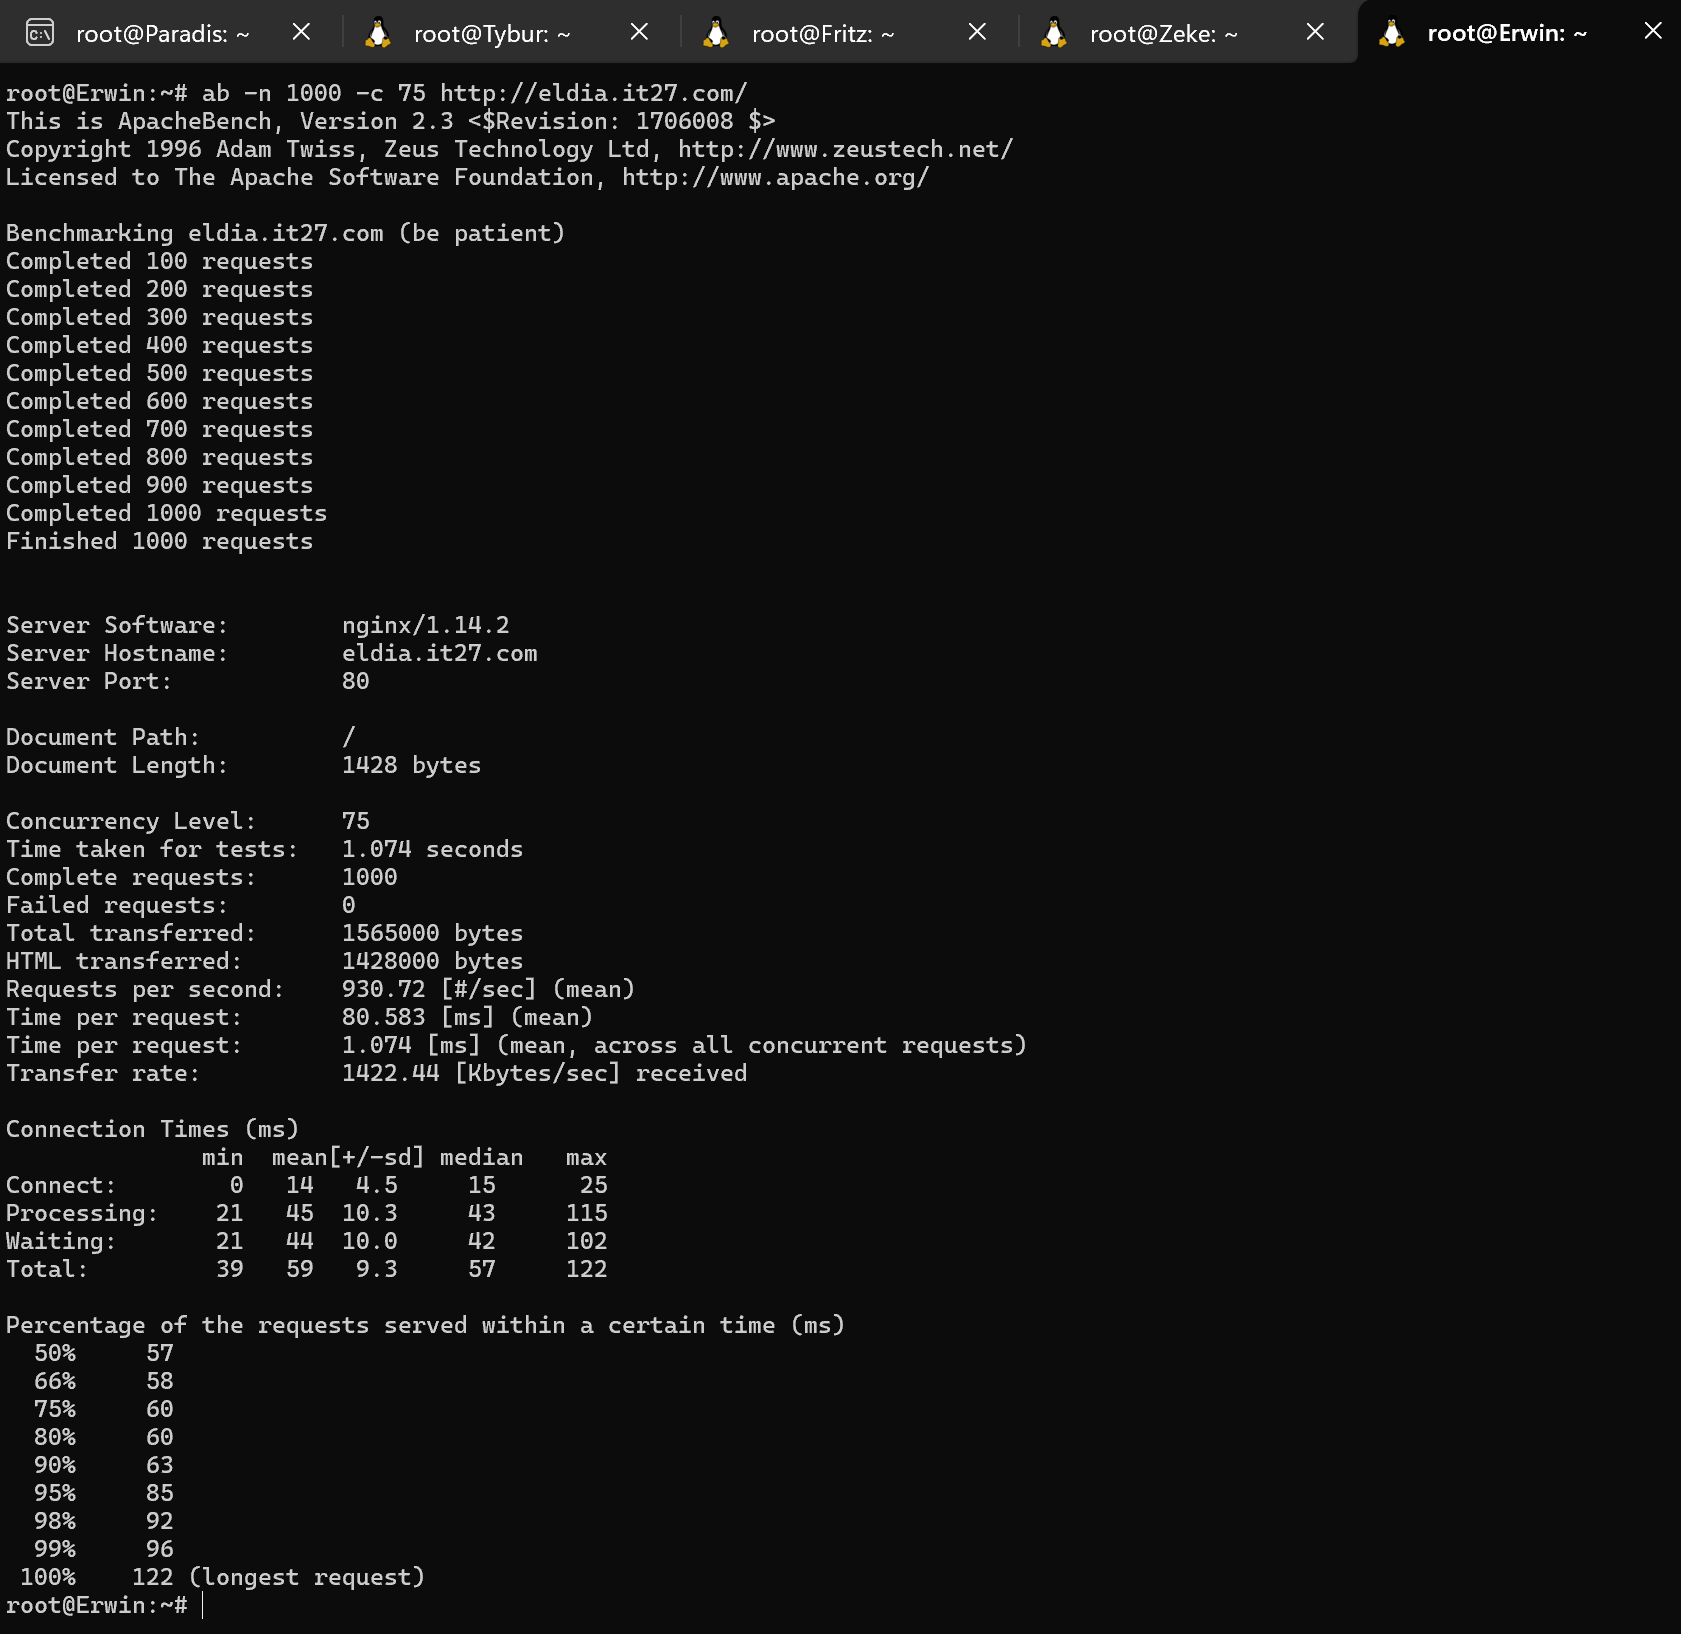 root@Paradis: ~
root@Tybur: ~
root@Fritz: ~
root@Zeke: ~
root@Erwin: ~
root@Erwin:~# ab -n 1000 -c 75 http://eldia.it27.com/
This is ApacheBench, Version 2.3 <$Revision: 1706008 $>
Copyright 1996 Adam Twiss, Zeus Technology Ltd, http://www.zeustech.net/
Licensed to The Apache Software Foundation, http://www.apache.org/
Benchmarking eldia.it27.com (be patient)
Completed 100 requests
Completed 200 requests
Completed 300 requests
Completed 400 requests
Completed 500 requests
Completed 600 requests
Completed 700 requests
Completed 800 requests
Completed 900 requests
Completed 1000 requests
Finished 1000 requests
Server Software:        nginx/1.14.2
Server Hostname:        eldia.it27.com
Server Port:            80
Document Path:          /
Document Length:        1428 bytes
Concurrency Level:      75
Time taken for tests:   1.074 seconds
Complete requests:      1000
Failed requests:        0
Total transferred:      1565000 bytes
HTML transferred:       1428000 bytes
Requests per second:    930.72 [#/sec] (mean)
Time per request:       80.583 [ms] (mean)
Time per request:       1.074 [ms] (mean, across all concurrent requests)
Transfer rate:          1422.44 [Kbytes/sec] received
Connection Times (ms)
              min  mean[+/-sd] median   max
Connect:        0   14   4.5     15      25
Processing:    21   45  10.3     43     115
Waiting:       21   44  10.0     42     102
Total:         39   59   9.3     57     122
Percentage of the requests served within a certain time (ms)
  50%     57
  66%     58
  75%     60
  80%     60
  90%     63
  95%     85
  98%     92
  99%     96
 100%    122 (longest request)
root@Erwin:~#